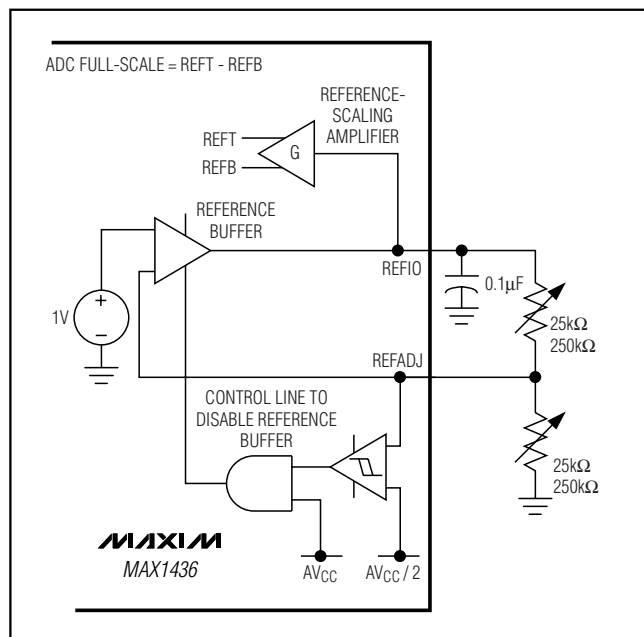 ADC FULL-SCALE = REFT - REFB
REFERENCE-
SCALING
AMPLIFIER
REFT
REFB
G
REFERENCE
BUFFER
REFIO
0.1µF
1V
+
−
25kΩ
250kΩ
REFADJ
CONTROL LINE TO
DISABLE REFERENCE
BUFFER
25kΩ
250kΩ
MAXIM
MAX1436
AVCC
AVCC / 2